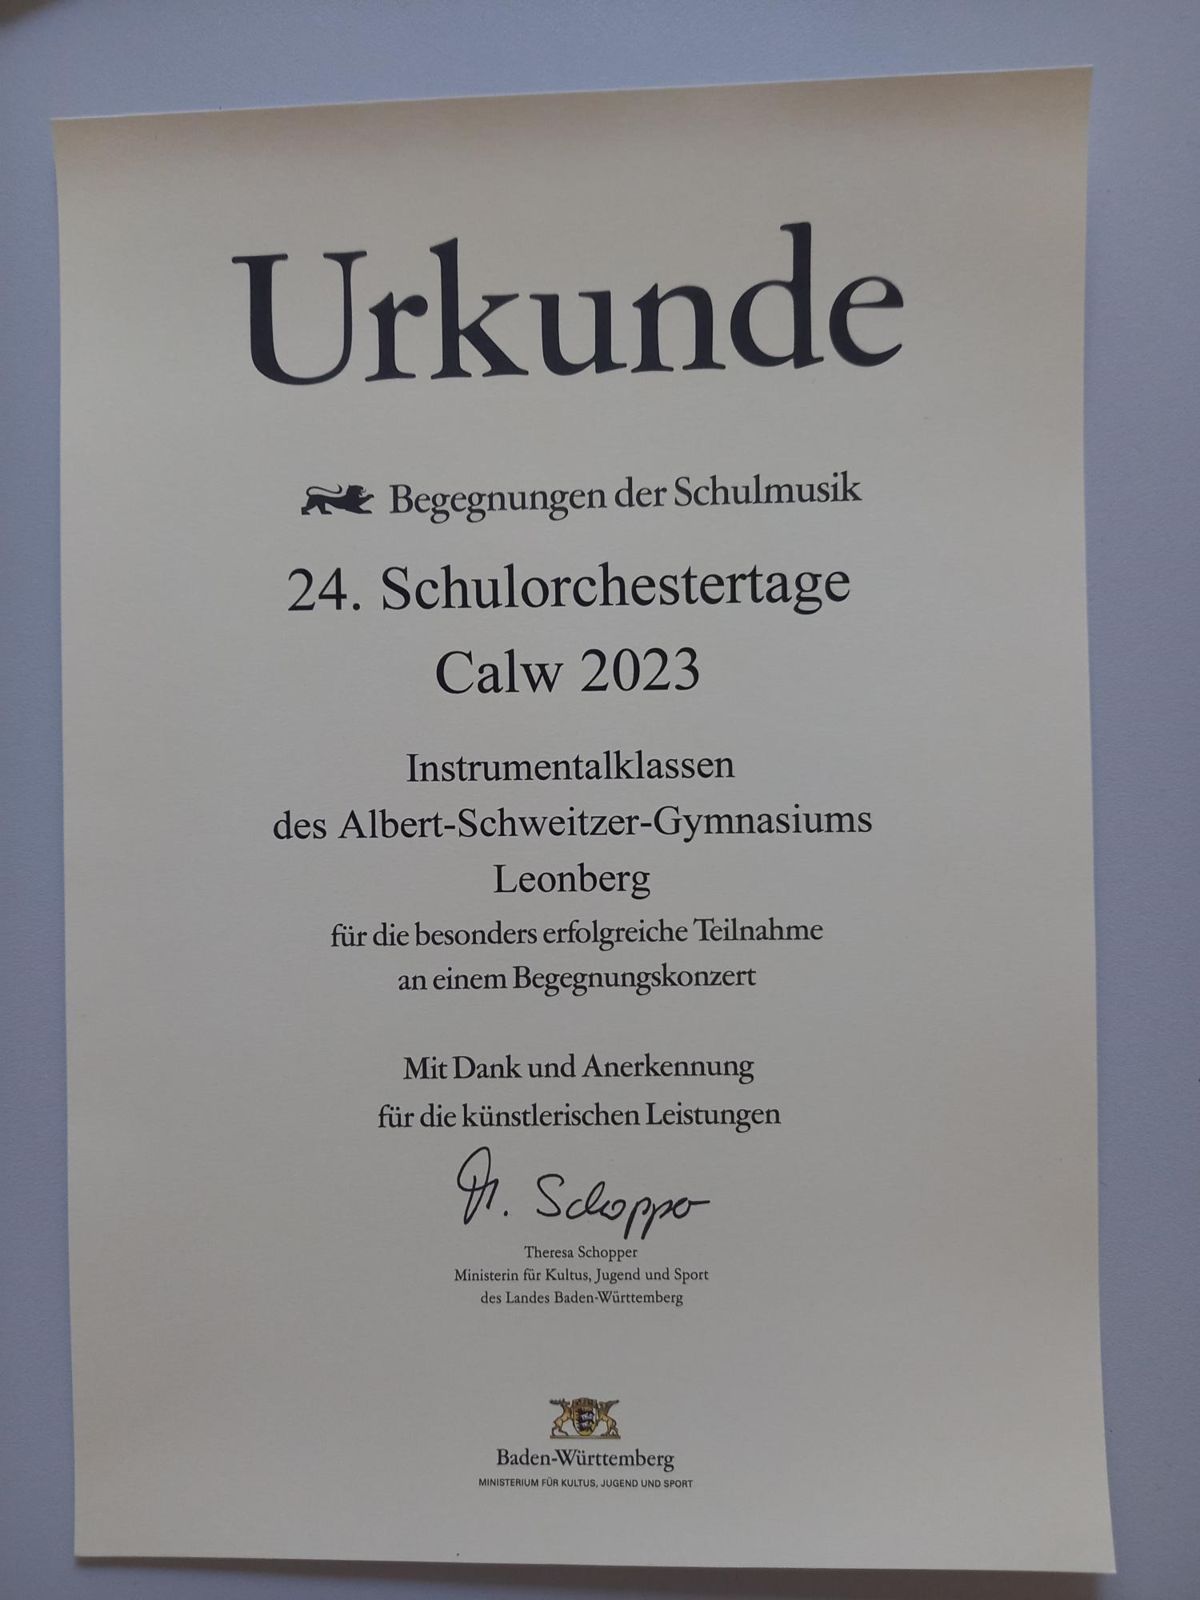 Urkunde
Begegnungen der Schulmusik
24. Schulorchestertage
Calw 2023
Instrumentalklassen
des Albert-Schweitzer-Gymnasiums
Leonberg
für die besonders erfolgreiche Teilnahme
an einem Begegnungskonzert
Mit Dank und Anerkennung
für die künstlerischen Leistungen
Th. Schopper
Theresa Schopper
Ministerin für Kultus, Jugend und Sport
des Landes Baden-Württemberg
Baden-Württemberg
MINISTERIUM FÜR KULTUS, JUGEND UND SPORT